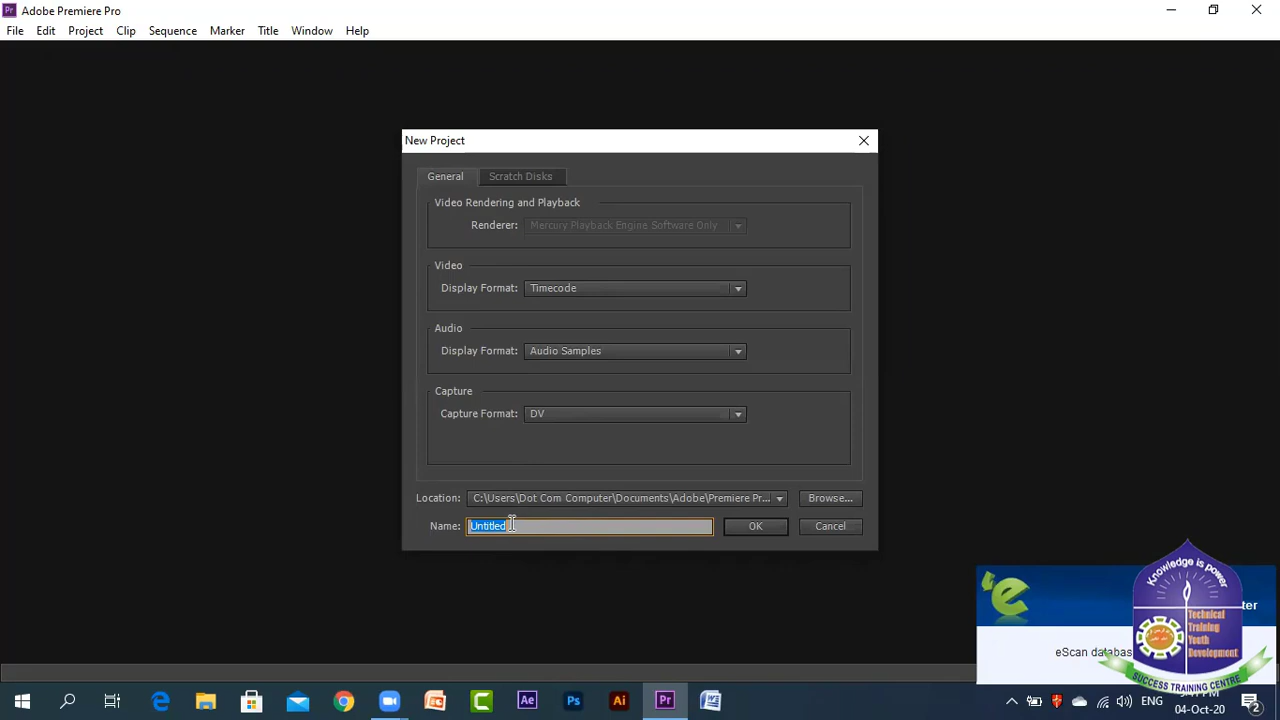 Adobe Premiere Pro
File Edit Project Clip Sequence Marker Title Window Help
New Project
General Scratch Disks
Video Rendering and Playback
Renderer: Mercury Playback Engine Software Only
Video
Display Format: Timecode
Audio
Display Format: Audio Samples
Capture
Capture Format: DV
Location: C:\Users\Dot Com Computer\Documents\Adobe\Premiere Pr... Browse...
Name: Untitled OK Cancel
Knowledge is power
Technical
Training
Youth
Development
SUCCESS TRAINING CENTRE
eScan databas
ENG
04-Oct-20
2